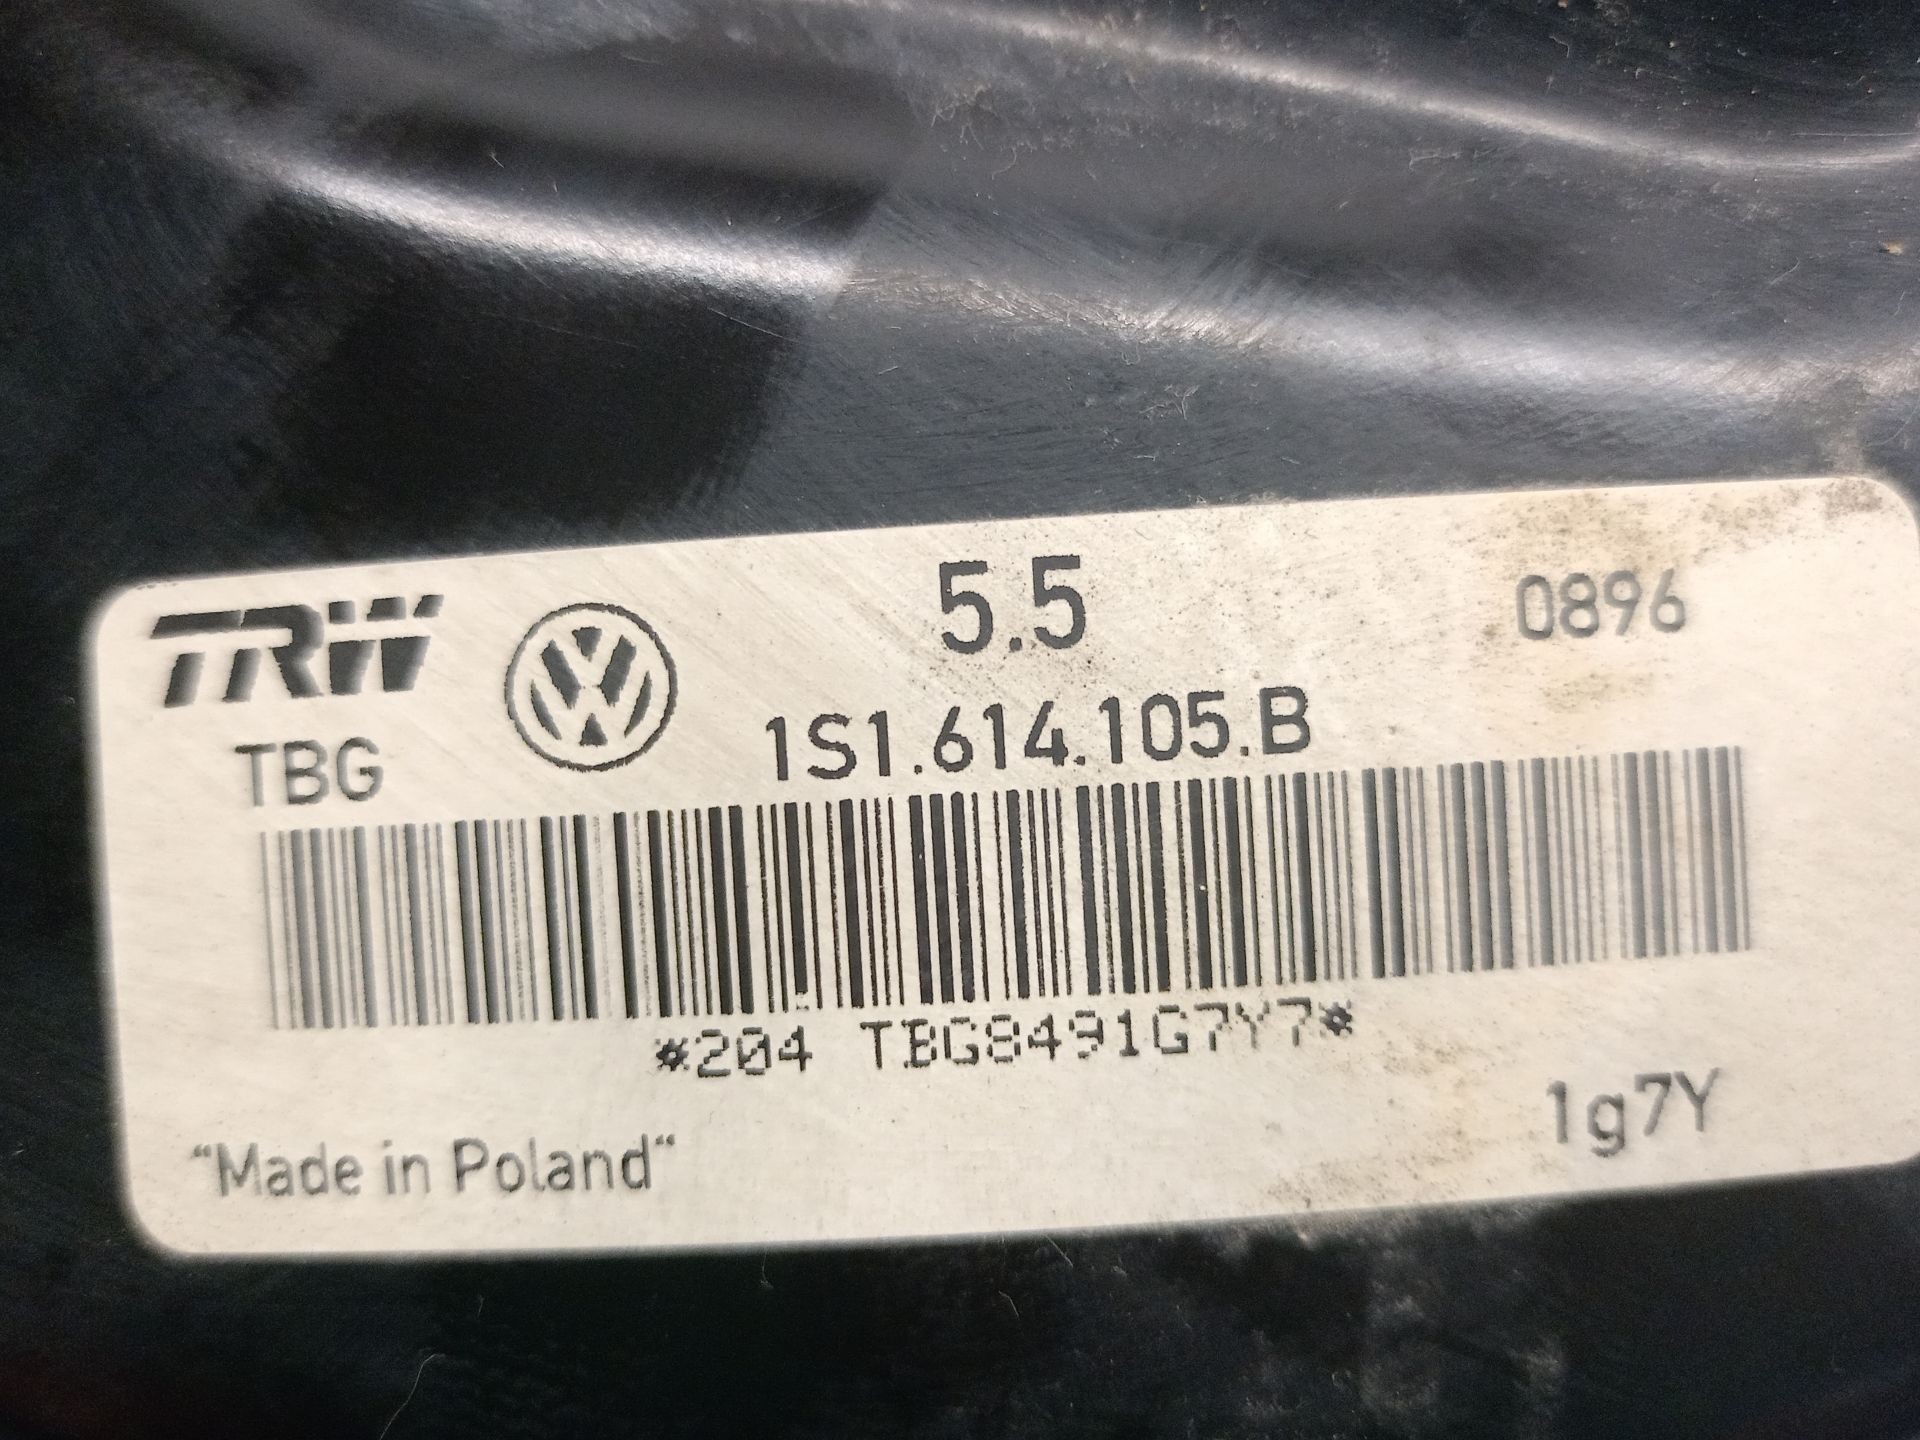 TRW
5.5
0896
TBG
1S1.614.105.B
*204 TBG8491G7Y7*
1g7Y
"Made in Poland"